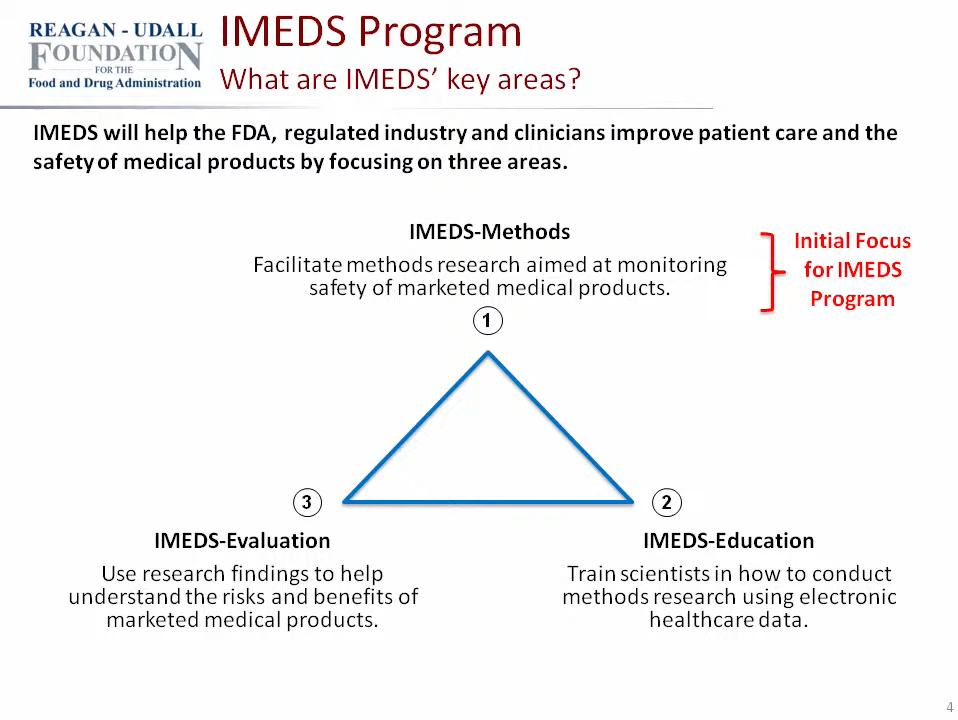 REAGAN - UDALL
FOUNDATION
FOR THE
Food and Drug Administration
IMEDS Program
What are IMEDS’ key areas?
IMEDS will help the FDA, regulated industry and clinicians improve patient care and the
safety of medical products by focusing on three areas.
IMEDS-Methods
Facilitate methods research aimed at monitoring
safety of marketed medical products.
Initial Focus
for IMEDS
Program
1
3
2
IMEDS-Evaluation
Use research findings to help
understand the risks and benefits of
marketed medical products.
IMEDS-Education
Train scientists in how to conduct
methods research using electronic
healthcare data.
4